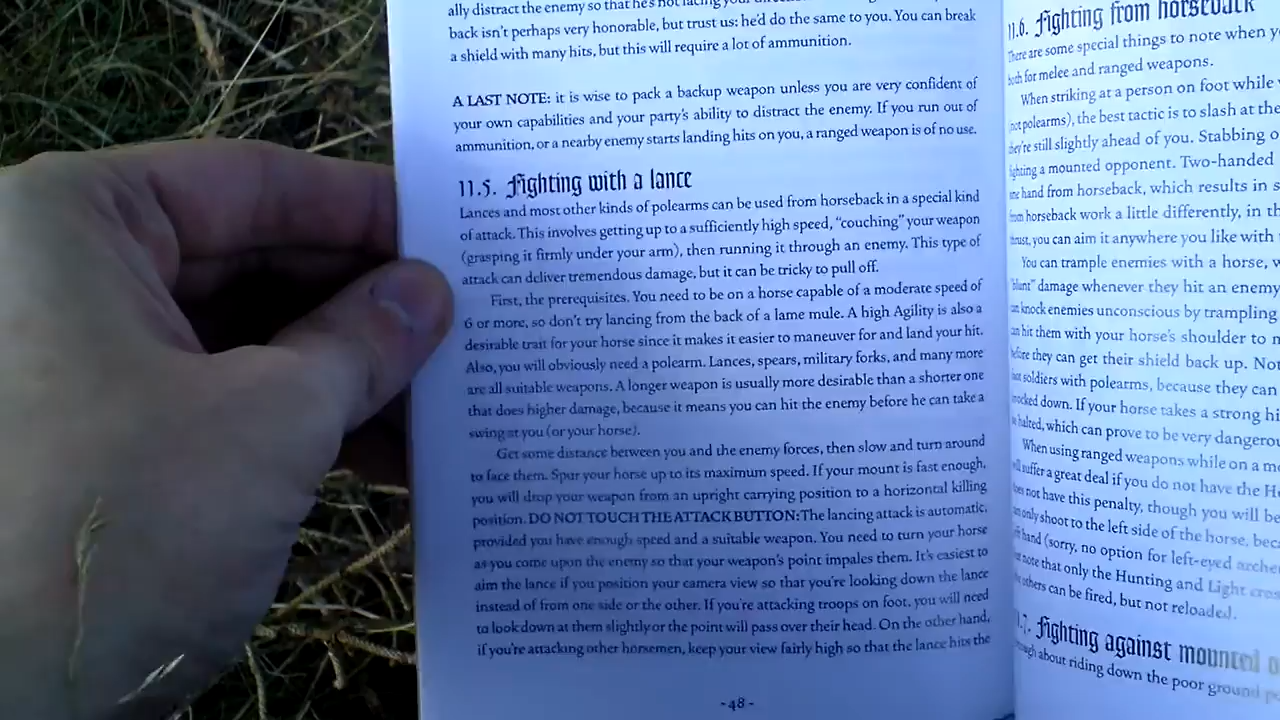 ally distract the enemy so that he's not facing your
back isn't perhaps very honorable, but trust us: he'd do the same to you. You can break
a shield with many hits, but this will require a lot of ammunition.
A LAST NOTE: it is wise to pack a backup weapon unless you are very confident of
your own capabilities and your party's ability to distract the enemy. If you run out of
ammunition, or a nearby enemy starts landing hits on you, a ranged weapon is of no use.
11.5. Fighting with a lance
Lances and most other kinds of polearms can be used from horseback in a special kind
of attack. This involves getting up to a sufficiently high speed, "couching" your weapon
(grasping it firmly under your arm), then running it through an enemy. This type of
attack can deliver tremendous damage, but it can be tricky to pull off.
First, the prerequisites. You need to be on a horse capable of a moderate speed of
6 or more, so don't try lancing from the back of a lame mule. A high Agility is also a
desirable trait for your horse since it makes it easier to maneuver for and land your hit.
Also, you will obviously need a polearm. Lances, spears, military forks, and many more
are all suitable weapons. A longer weapon is usually more desirable than a shorter one
that does higher damage, because it means you can hit the enemy before he can take a
swing at you (or your horse).
Get some distance between you and the enemy forces, then slow and turn around
to face them. Spur your horse up to its maximum speed. If your mount is fast enough,
you will drop your weapon from an upright carrying position to a horizontal killing
position. DO NOT TOUCH THE ATTACK BUTTON: The lancing attack is automatic,
provided you have enough speed and a suitable weapon. You need to turn your horse
as you come upon the enemy so that your weapon's point impales them. It's easiest to
aim the lance if you position your camera view so that you're looking down the lance
instead of from one side or the other. If you're attacking troops on foot, you will need
to look down at them slightly or the point will pass over their head. On the other hand,
if you're attacking other horsemen, keep your view fairly high so that the lance hits the
-48-
11.6. Fighting from horseback
There are some special things to note when
both for melee and ranged weapons.
When striking at a person on foot while
(not polearms), the best tactic is to slash at the
they're still slightly ahead of you. Stabbing
fighting a mounted opponent. Two-handed
one hand from horseback, which results in
from horseback work a little differently, in
thrust, you can aim it anywhere you like with
You can trample enemies with a horse,
"blunt" damage whenever they hit an enemy
can knock enemies unconscious by trampling
can hit them with your horse's shoulder to
before they can get their shield back up.
soldiers with polearms, because they can
knocked down. If your horse takes a strong
halted, which can prove to be very
When using ranged weapons while on a
will suffer a great deal if you do not have the
does not have this penalty, though you will be
can only shoot to the left side of the horse,
hand (sorry, no option for left-eyed
note that only the Hunting and Light
others can be fired, but not reloaded.
11.7. Fighting against mounted
about riding down the poor ground